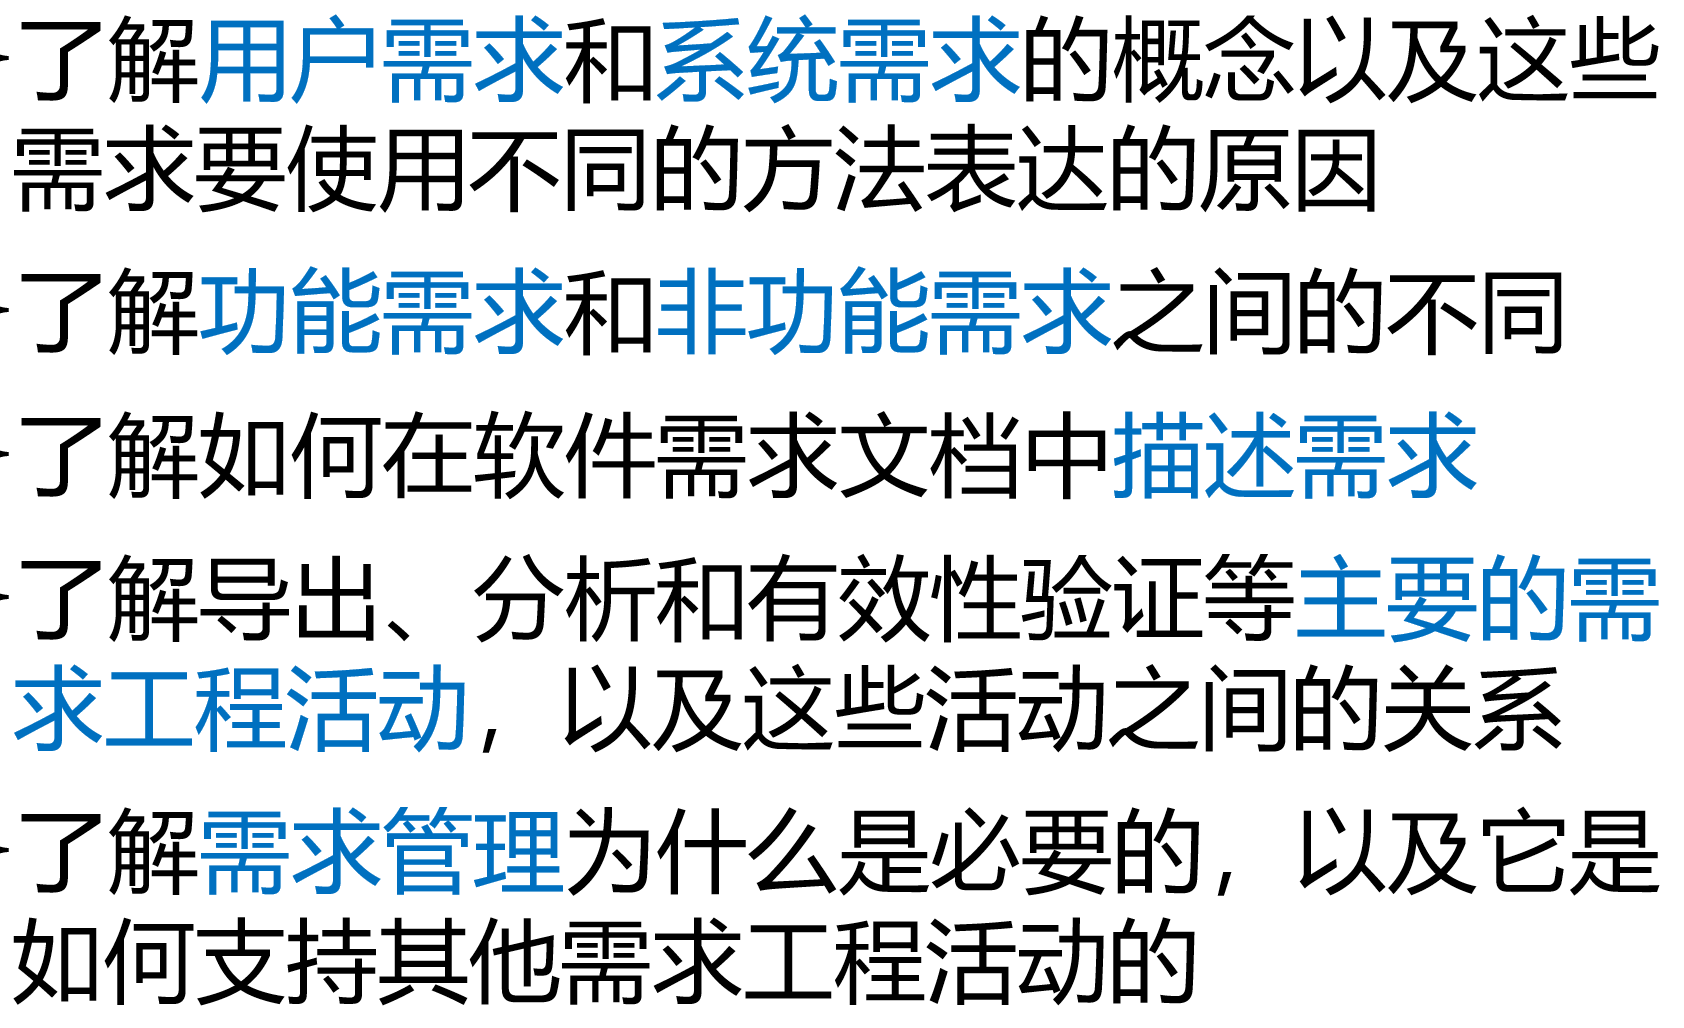 了解用户需求和系统需求的概念以及这些
需求要使用不同的方法表达的原因
了解功能需求和非功能需求之间的不同
了解如何在软件需求文档中描述需求
了解导出、分析和有效性验证等主要的需
求工程活动，以及这些活动之间的关系
了解需求管理为什么是必要的，以及它是
如何支持其他需求工程活动的